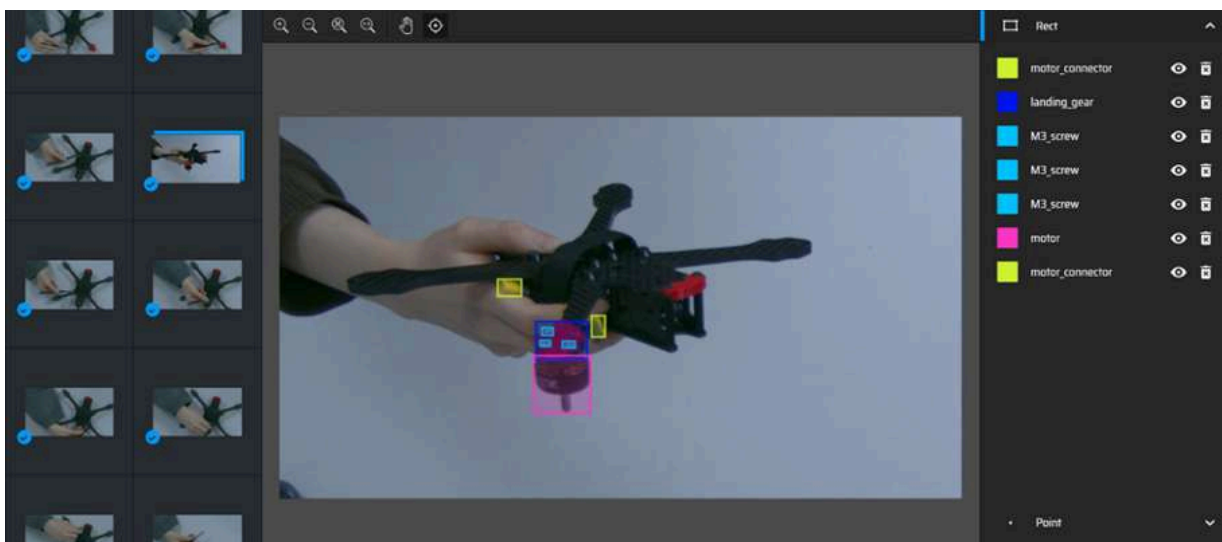 Rect
motor_connector
landing_gear
M3_screw
M3_screw
M3_screw
motor
motor_connector
Point